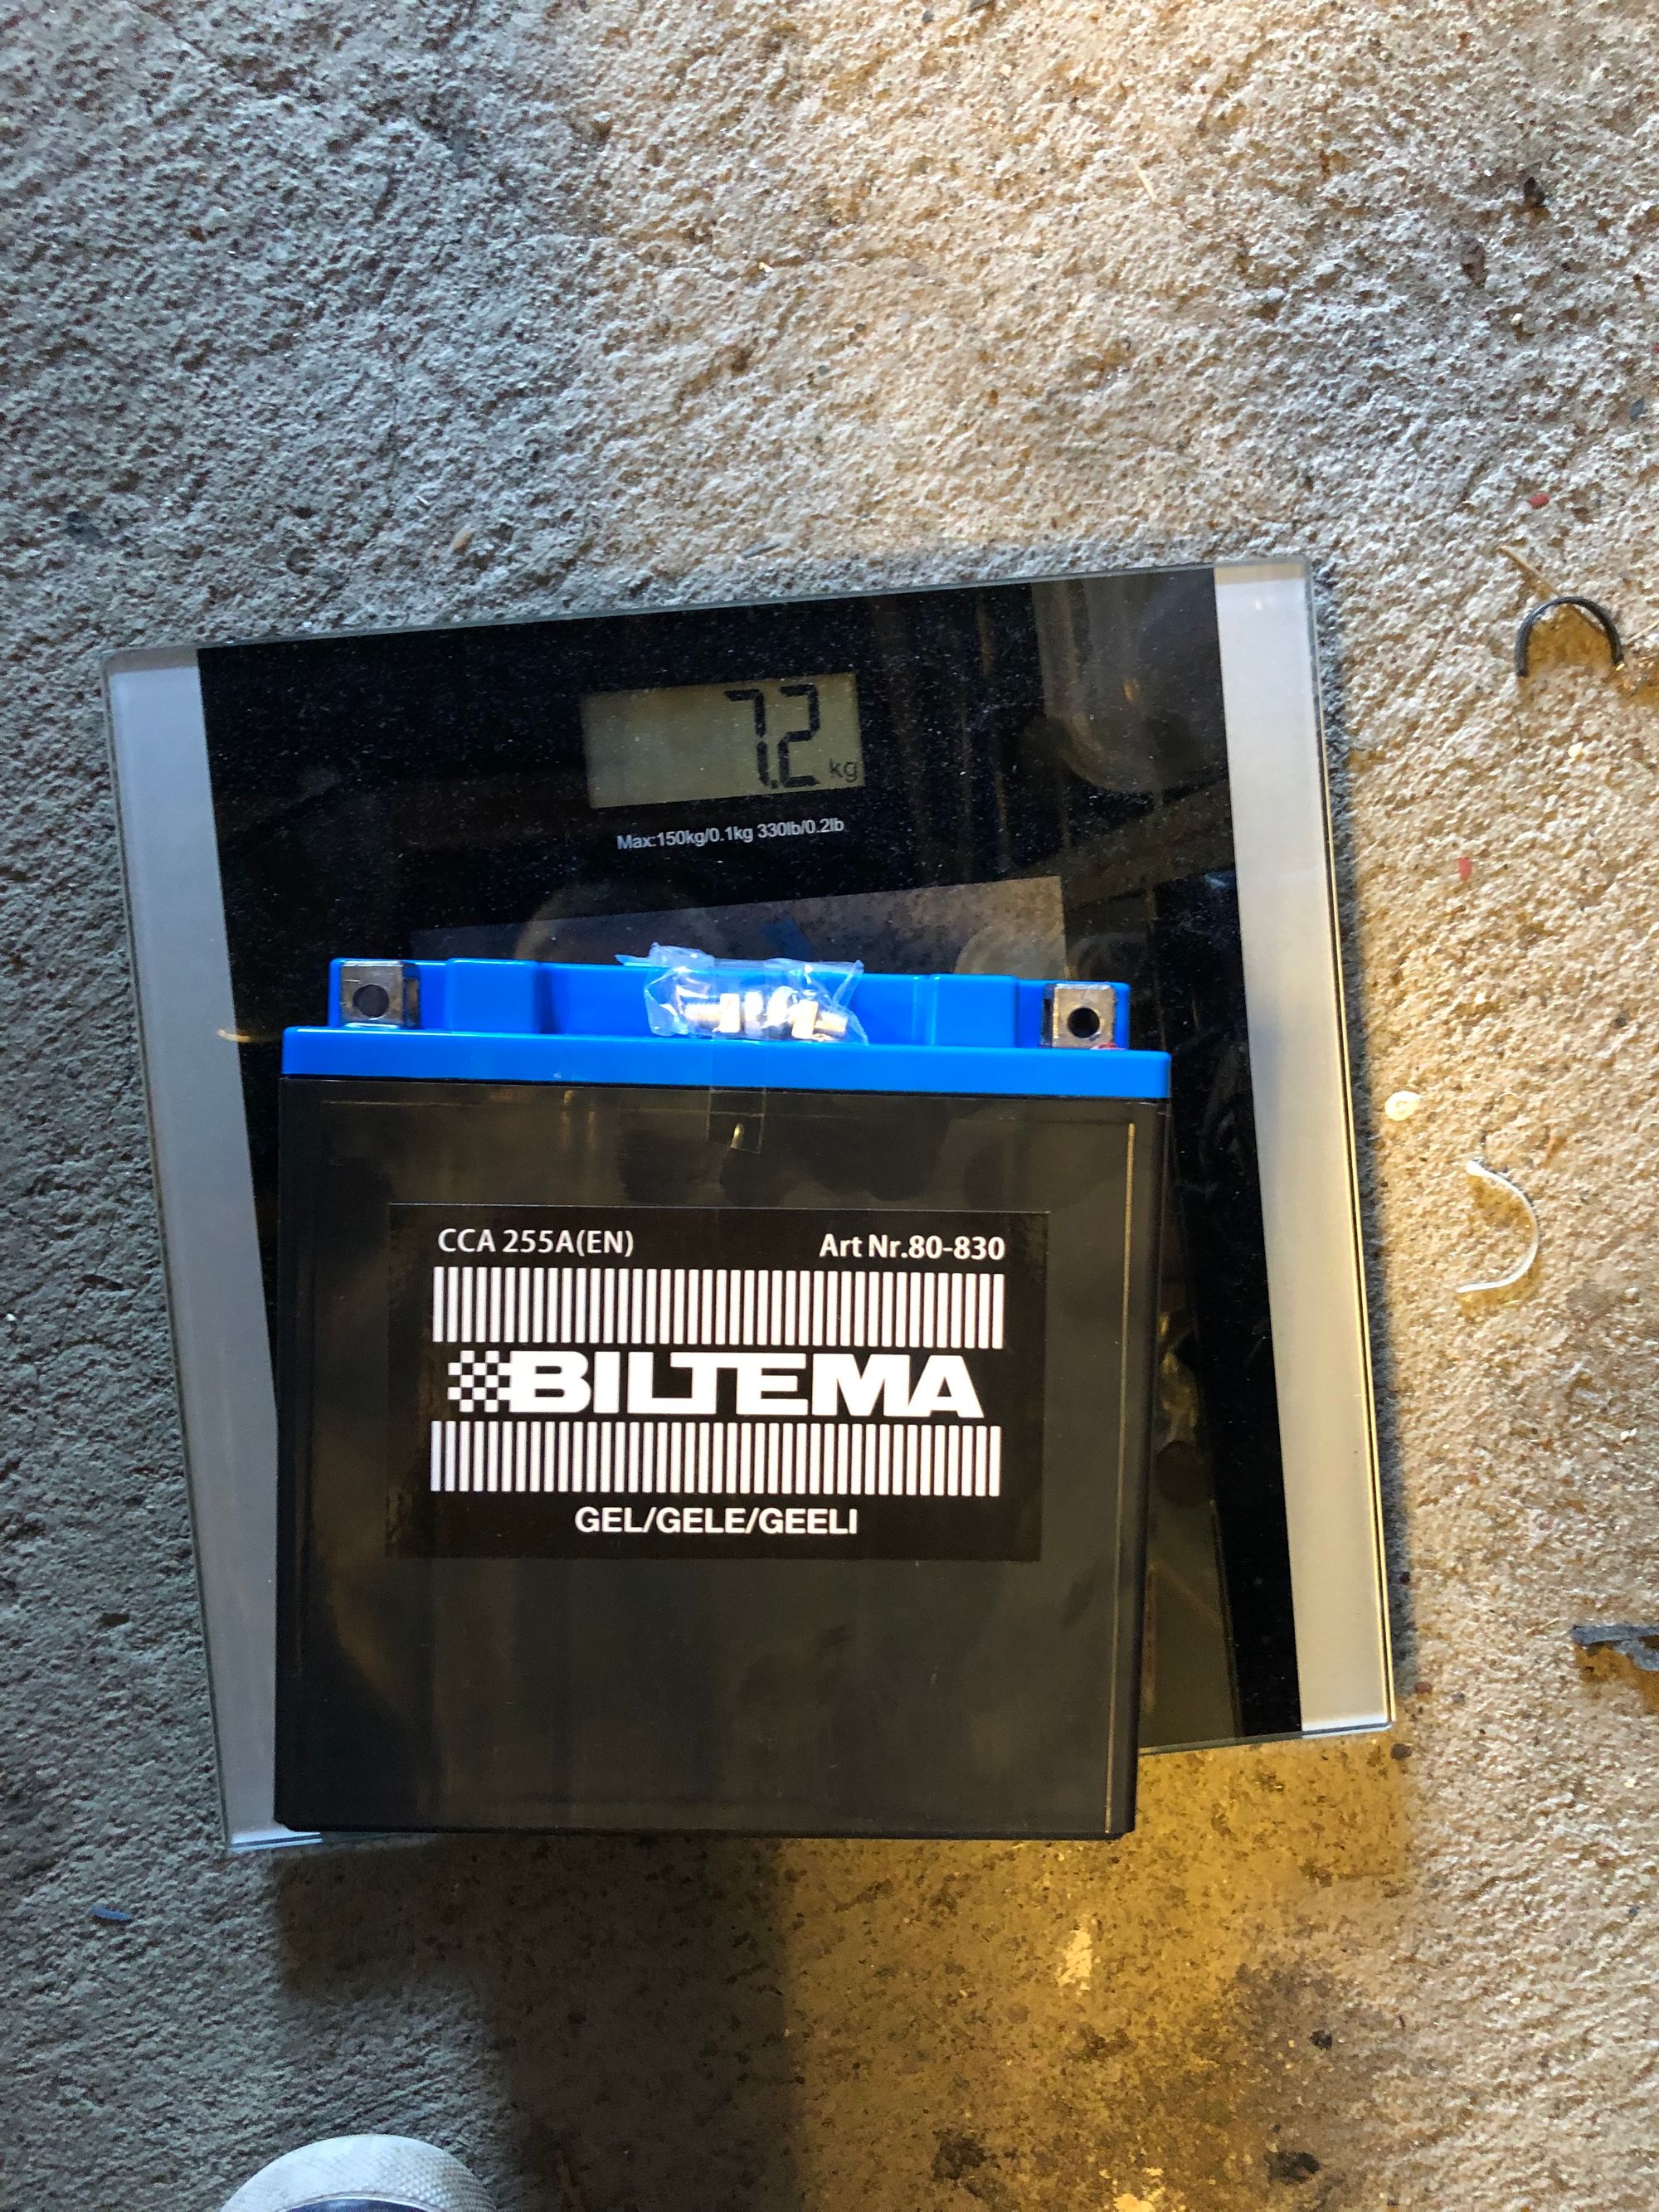 7.2 kg
Max:150kg/0.1kg 330lb/0.2lb
CCA 255A(EN) Art Nr.80-830
BILTEMA
GEL/GELE/GEELI